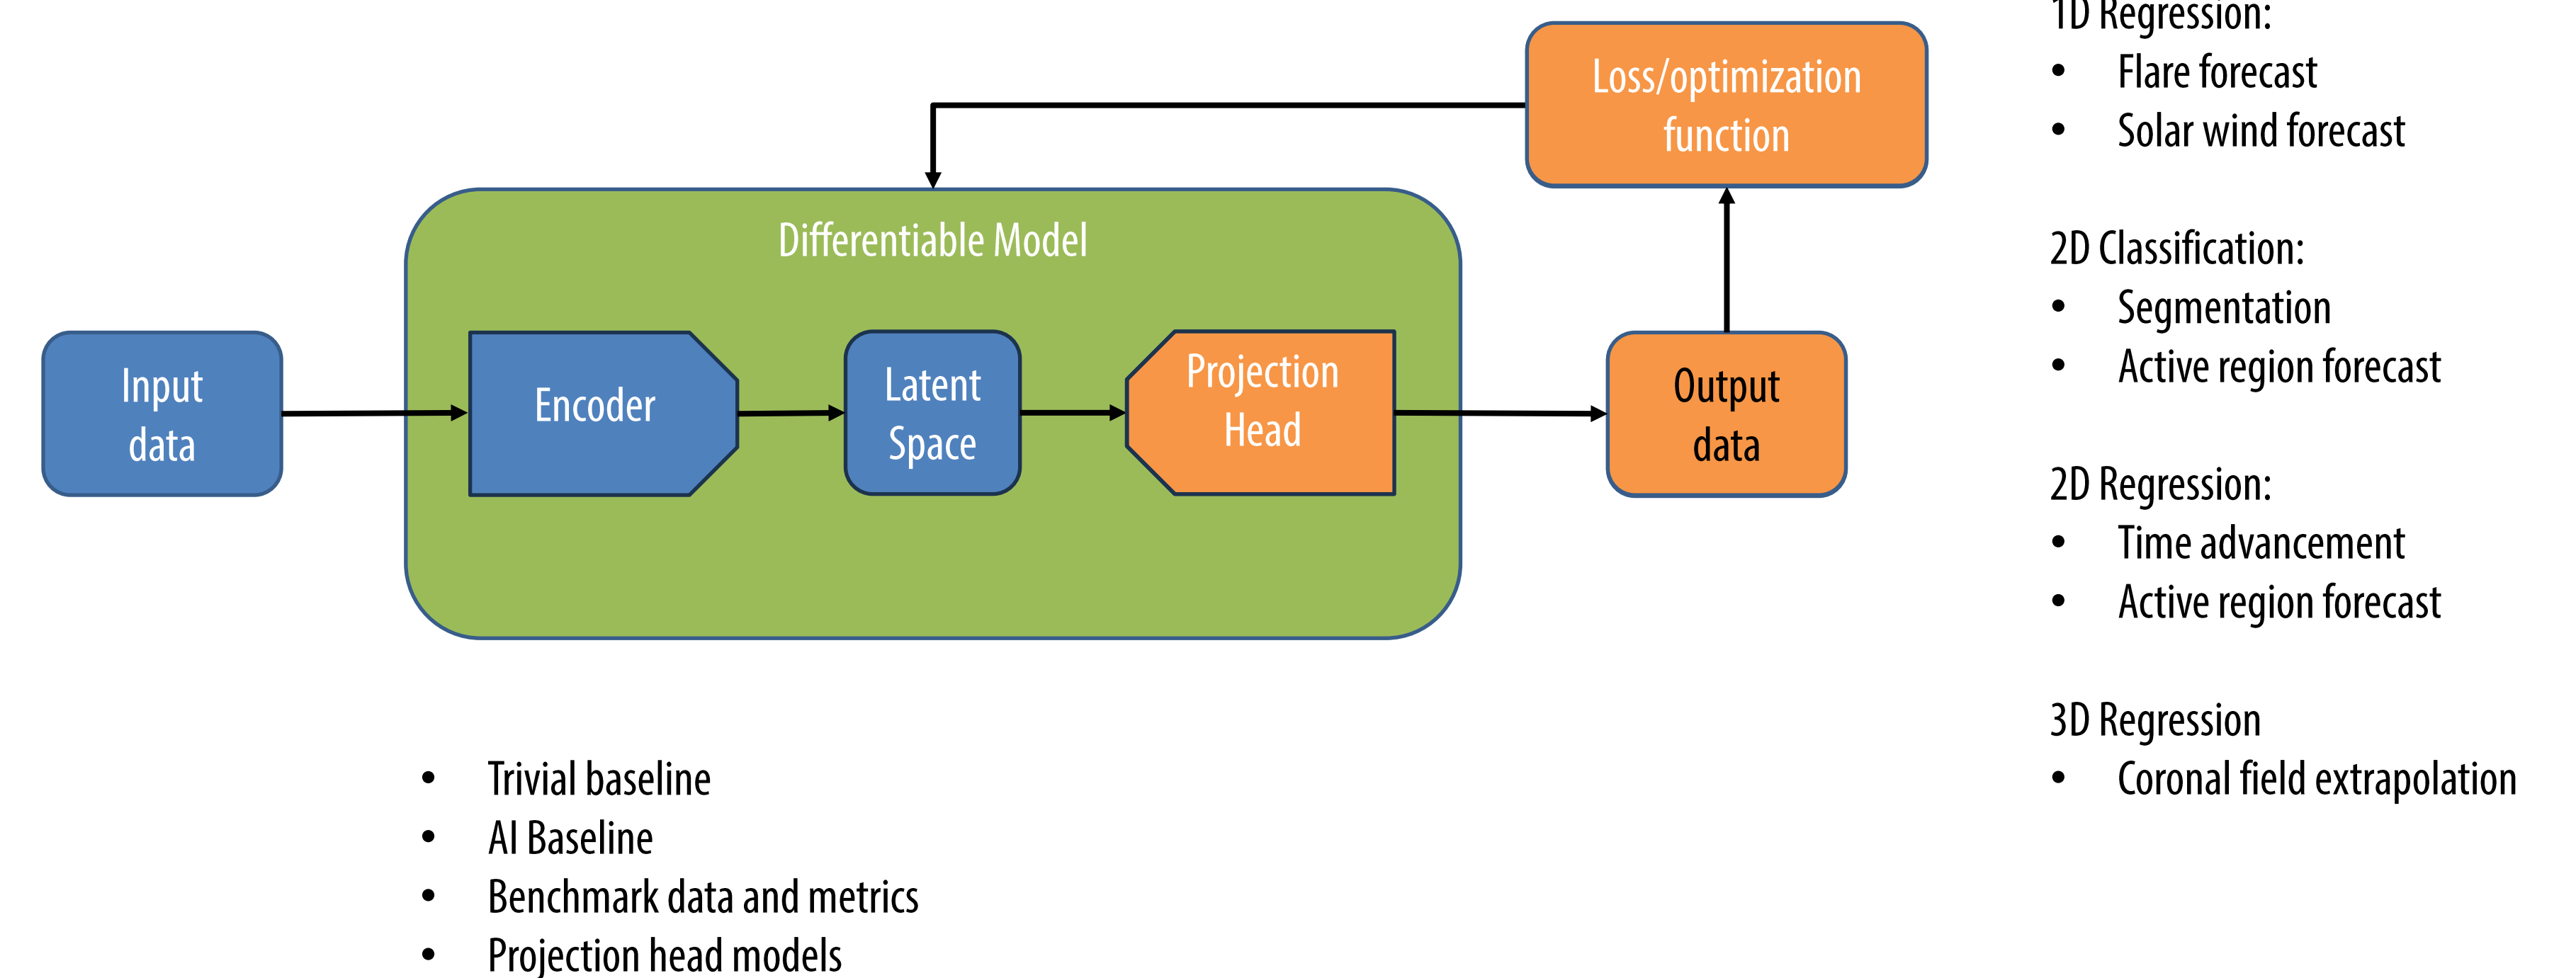 Loss/optimization
function
Differentiable Model
Input
data
Encoder
Latent
Space
Projection
Head
Output
data
• Trivial baseline
• AI Baseline
• Benchmark data and metrics
• Projection head models
1D Regression:
• Flare forecast
• Solar wind forecast
2D Classification:
• Segmentation
• Active region forecast
2D Regression:
• Time advancement
• Active region forecast
3D Regression
• Coronal field extrapolation